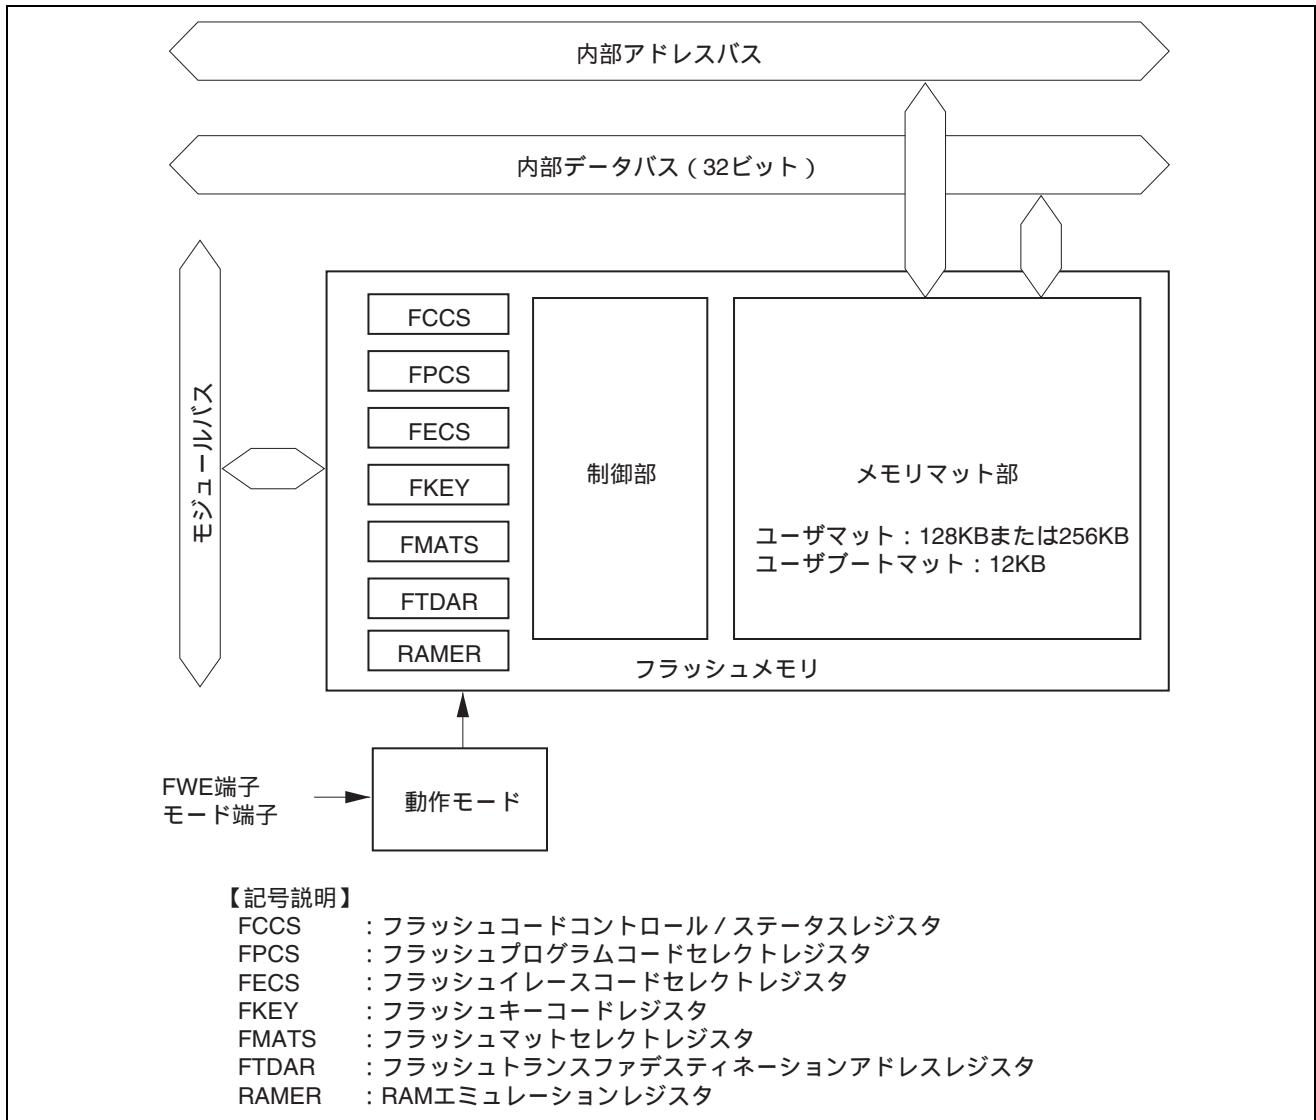 内部アドレスバス
内部データバス（32ビット）
モジュールバス
FCCS
FPCS
FECS
FKEY
FMATS
FTDAR
RAMER
制御部
メモリマット部
ユーザマット：128KBまたは256KB
ユーザブートマット：12KB
フラッシュメモリ
FWE端子
モード端子
動作モード
【記号説明】
FCCS ：フラッシュコードコントロール / ステータスレジスタ
FPCS ：フラッシュプログラムコードセレクトレジスタ
FECS ：フラッシュイレースコードセレクトレジスタ
FKEY ：フラッシュキーコードレジスタ
FMATS ：フラッシュマットセレクトレジスタ
FTDAR ：フラッシュトランスファデスティネーションアドレスレジスタ
RAMER ：RAMエミュレーションレジスタ